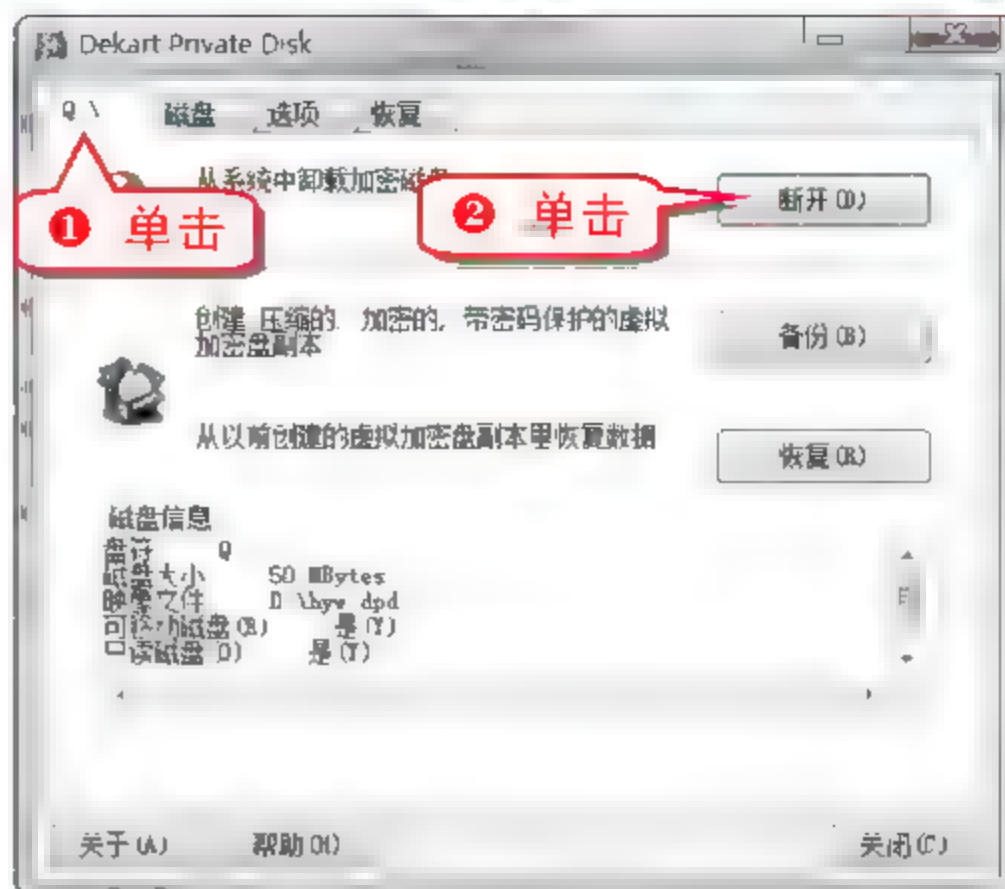 Dekart Private Disk
Q \ 磁盘 选项 恢复
从系统中卸载加密磁盘
断开(D)
❶ 单击
❷ 单击
创建 压缩的 加密的, 带密码保护的虚拟
加密盘副本
备份(B)
从以前创建的虚拟加密盘副本里恢复数据
恢复(R)
磁盘信息
盘符 Q
磁盘大小 50 MBytes
映像文件 D \hyw dpd
可移动磁盘(R) 是(Y)
只读磁盘 O) 是(Y)
关于(A) 帮助(H) 关闭(C)